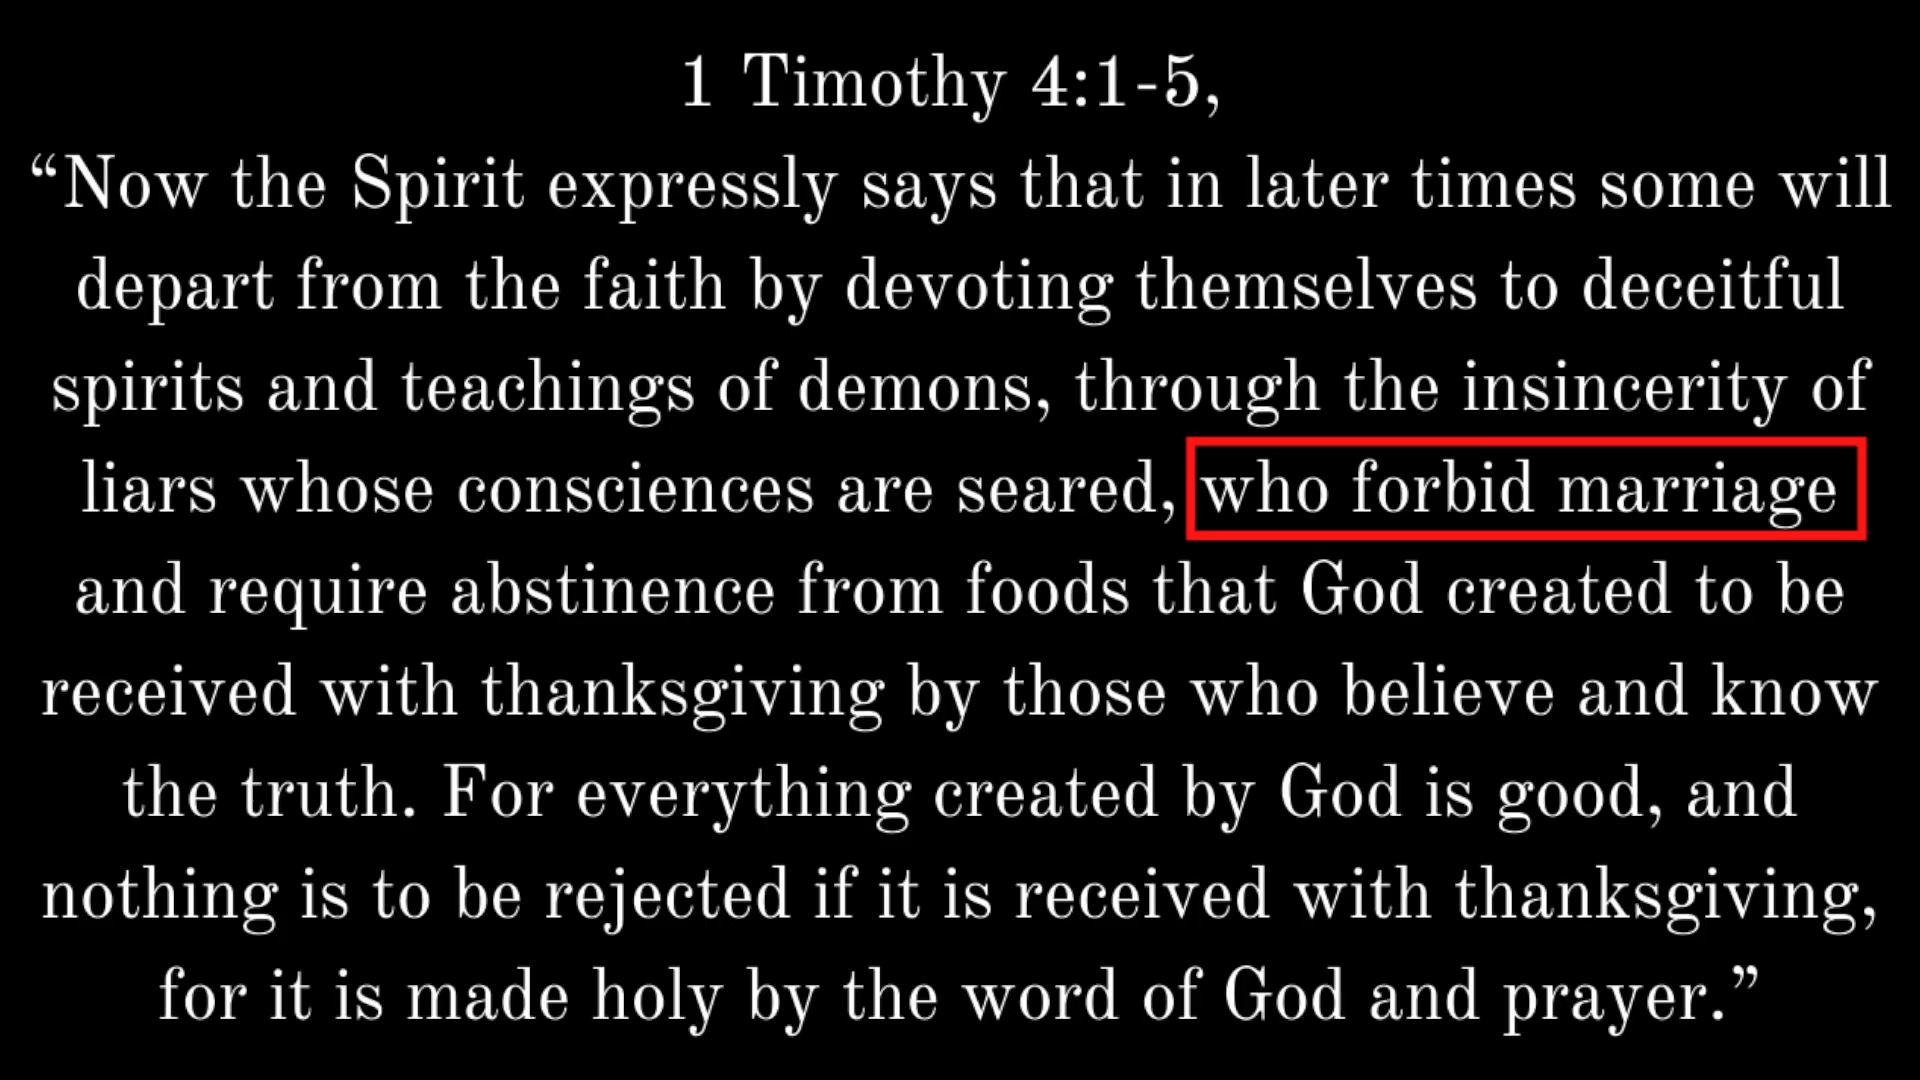 1 Timothy 4:1-5,
“Now the Spirit expressly says that in later times some will
depart from the faith by devoting themselves to deceitful
spirits and teachings of demons, through the insincerity of
liars whose consciences are seared, who forbid marriage
and require abstinence from foods that God created to be
received with thanksgiving by those who believe and know
the truth. For everything created by God is good, and
nothing is to be rejected if it is received with thanksgiving,
for it is made holy by the word of God and prayer.”